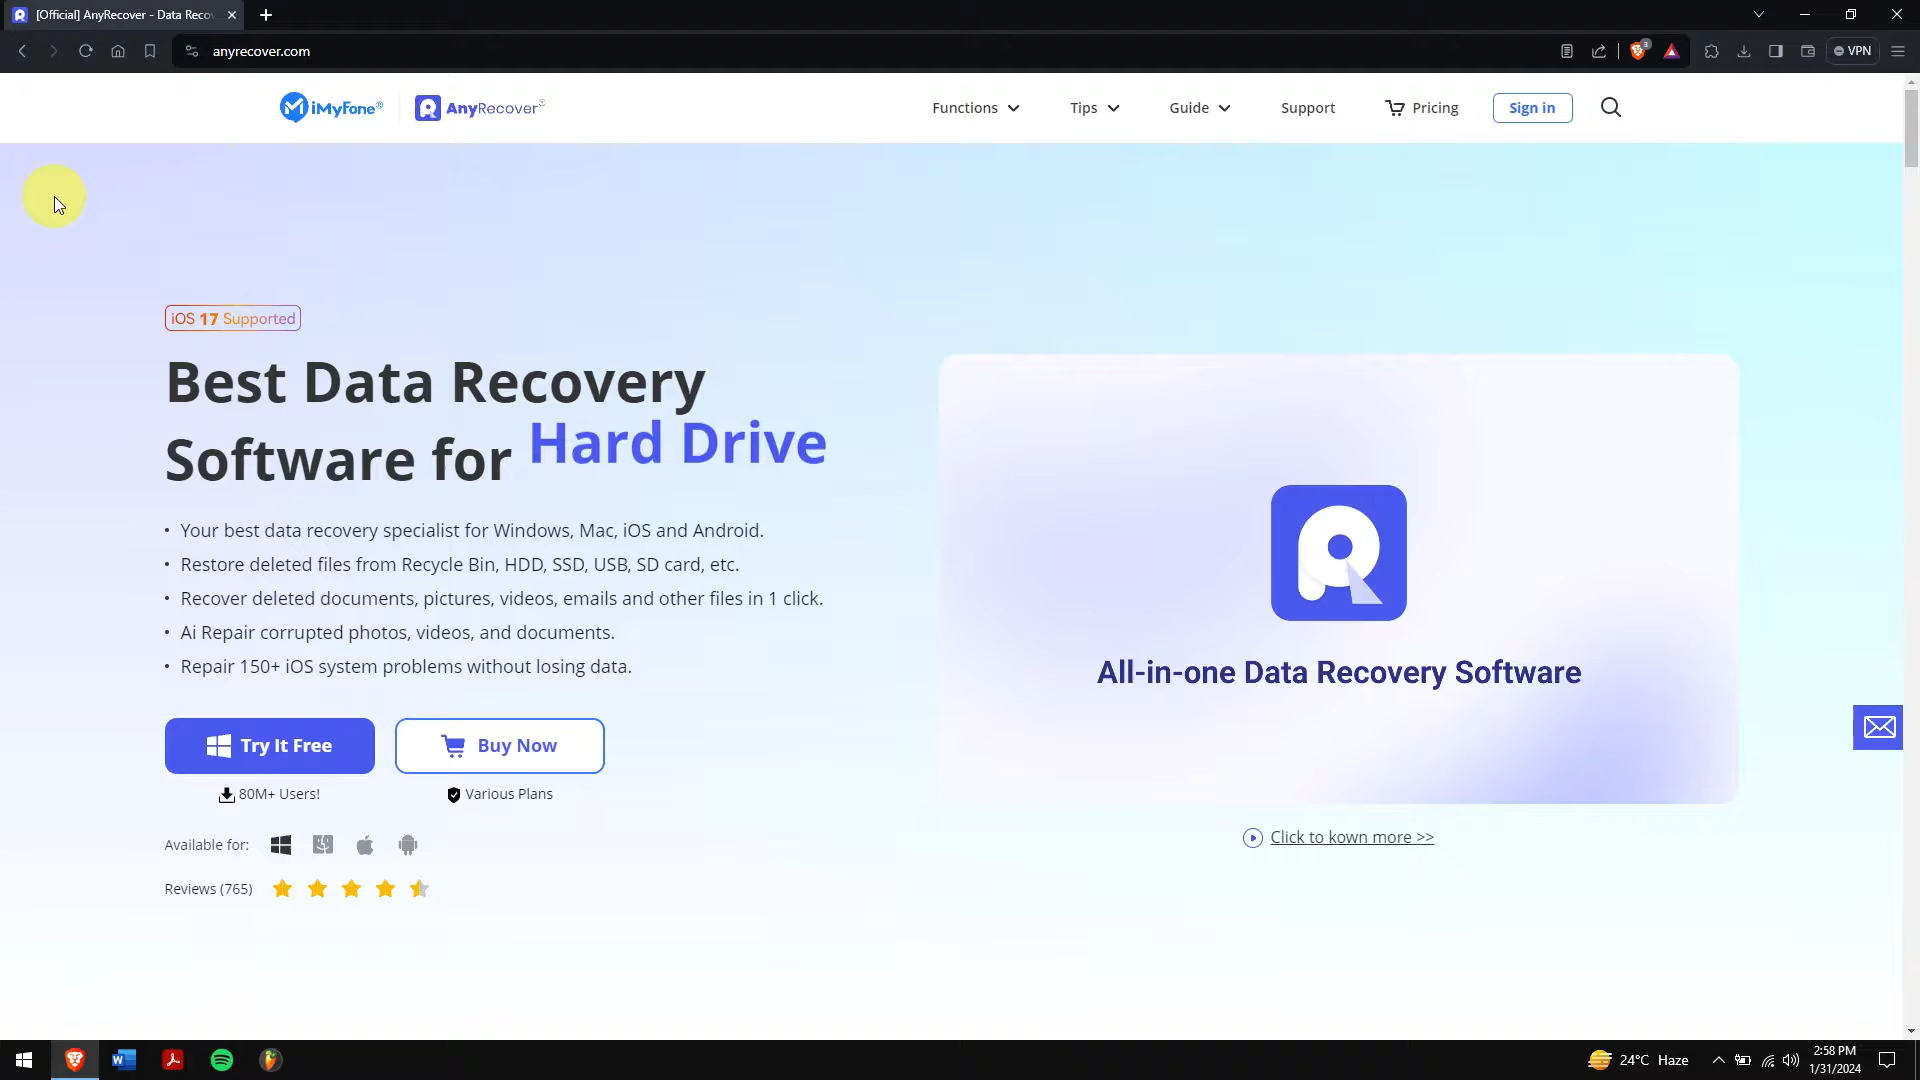 [Official] AnyRecover - Data Reco
anyrecover.com
3
VPN
iMyFone®
AnyRecover®
Functions
Tips
Guide
Support
Pricing
Sign in
iOS 17 Supported
Best Data Recovery
Software for Hard Drive
• Your best data recovery specialist for Windows, Mac, iOS and Android.
• Restore deleted files from Recycle Bin, HDD, SSD, USB, SD card, etc.
• Recover deleted documents, pictures, videos, emails and other files in 1 click.
• Ai Repair corrupted photos, videos, and documents.
• Repair 150+ iOS system problems without losing data.
Try It Free
Buy Now
80M+ Users!
Various Plans
Available for:
Reviews (765)
All-in-one Data Recovery Software
Click to kown more >>
24°C Haze
2:58 PM
1/31/2024